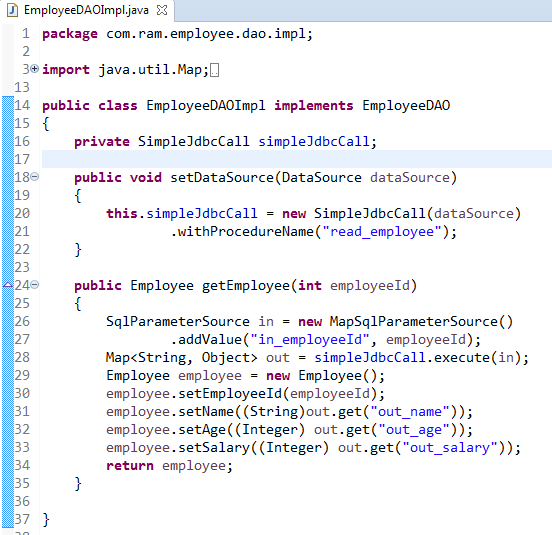 EmployeeDAOImpl.java
1 package com.ram.employee.dao.impl;
2
3 import java.util.Map;
13
14 public class EmployeeDAOImpl implements EmployeeDAO
15 {
16     private SimpleJdbcCall simpleJdbcCall;
17
18     public void setDataSource(DataSource dataSource)
19     {
20         this.simpleJdbcCall = new SimpleJdbcCall(dataSource)
21                 .withProcedureName("read_employee");
22     }
23
24     public Employee getEmployee(int employeeId)
25     {
26         SqlParameterSource in = new MapSqlParameterSource()
27                 .addValue("in_employeeId", employeeId);
28         Map<String, Object> out = simpleJdbcCall.execute(in);
29         Employee employee = new Employee();
30         employee.setEmployeeId(employeeId);
31         employee.setName((String)out.get("out_name"));
32         employee.setAge((Integer) out.get("out_age"));
33         employee.setSalary((Integer) out.get("out_salary"));
34         return employee;
35     }
36
37 }